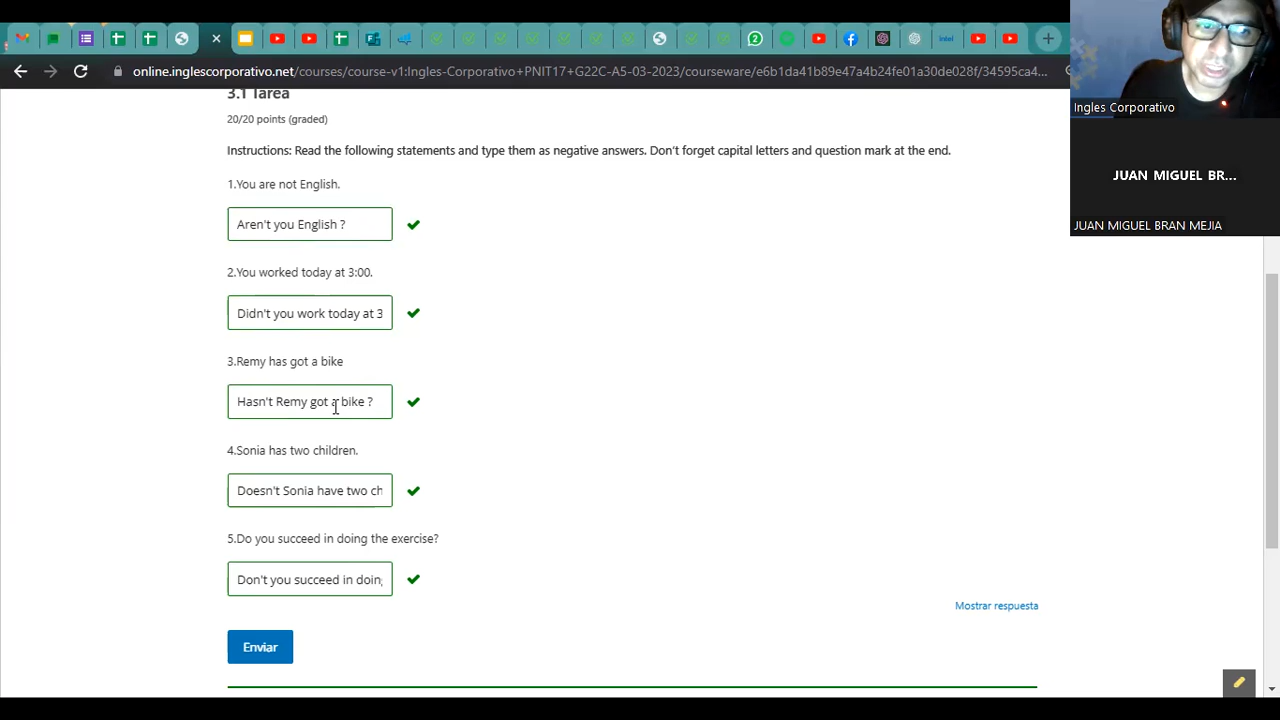 online.inglescorporativo.net/courses/course-v1:Ingles-Corporativo+PNIT17+G22C-A5-03-2023/courseware/e6b1da41b89e47a4b24fe01a30de028f/34595ca4...
Ingles Corporativo
JUAN MIGUEL BR...
JUAN MIGUEL BRAN MEJIA
3.1 Tarea
20/20 points (graded)
Instructions: Read the following statements and type them as negative answers. Don't forget capital letters and question mark at the end.
1.You are not English.
Aren't you English ?
2.You worked today at 3:00.
Didn't you work today at 3
3.Remy has got a bike
Hasn't Remy got a bike ?
4.Sonia has two children.
Doesn't Sonia have two ch
5.Do you succeed in doing the exercise?
Don't you succeed in doin
Mostrar respuesta
Enviar